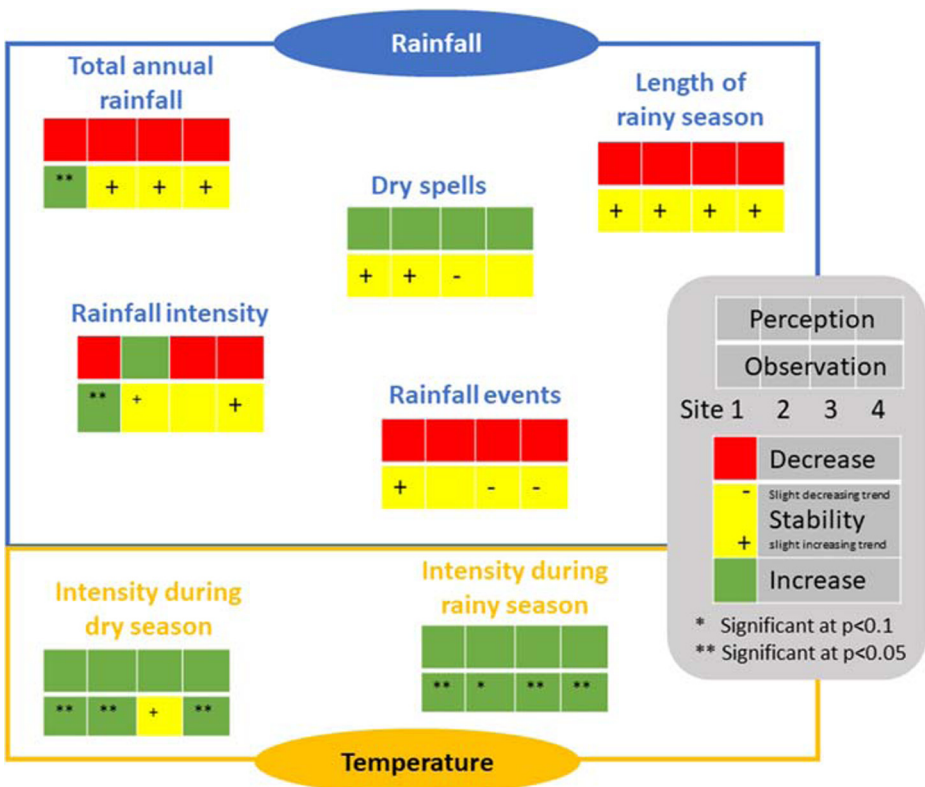 Rainfall
Total annual
rainfall
**
+ + +
Length of
rainy season
+ + + +
Dry spells
+ + -
Rainfall intensity
** + +
Rainfall events
+ - -
Perception
Observation
Site 1 2 3 4
Decrease
- Slight decreasing trend
Stability
+ slight increasing trend
Increase
* Significant at p<0.1
** Significant at p<0.05
Intensity during
dry season
** ** + **
Intensity during
rainy season
** * ** **
Temperature